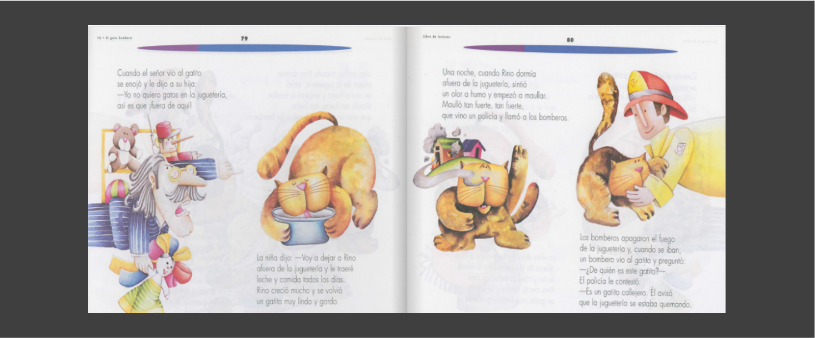 79
Cuando el señor vio al gatito
se enojó y le dijo a su hija:
—Yo no quiero gatos en la juguetería,
así es que ¡fuera de aquí!
La niña dijo: —Voy a dejar a Rino
afuera de la juguetería y le traeré
leche y comida todos los días.
Rino creció mucho y se volvió
un gatito muy lindo y gordo.
Libro de lecturas
80
Una noche, cuando Rino dormía
afuera de la juguetería, sintió
un olor a humo y empezó a maullar.
Maulló tan fuerte, tan fuerte,
que vino un policía y llamó a los bomberos.
Los bomberos apagaron el fuego
de la juguetería y, cuando se iban,
un bombero vio al gatito y preguntó:
—¿De quién es este gatito?—
El policía le contestó:
—Es un gatito callejero. Él avisó
que la juguetería se estaba quemando.